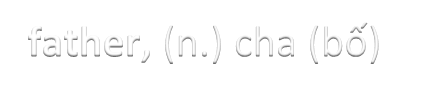 father, (n.) cha (bố)